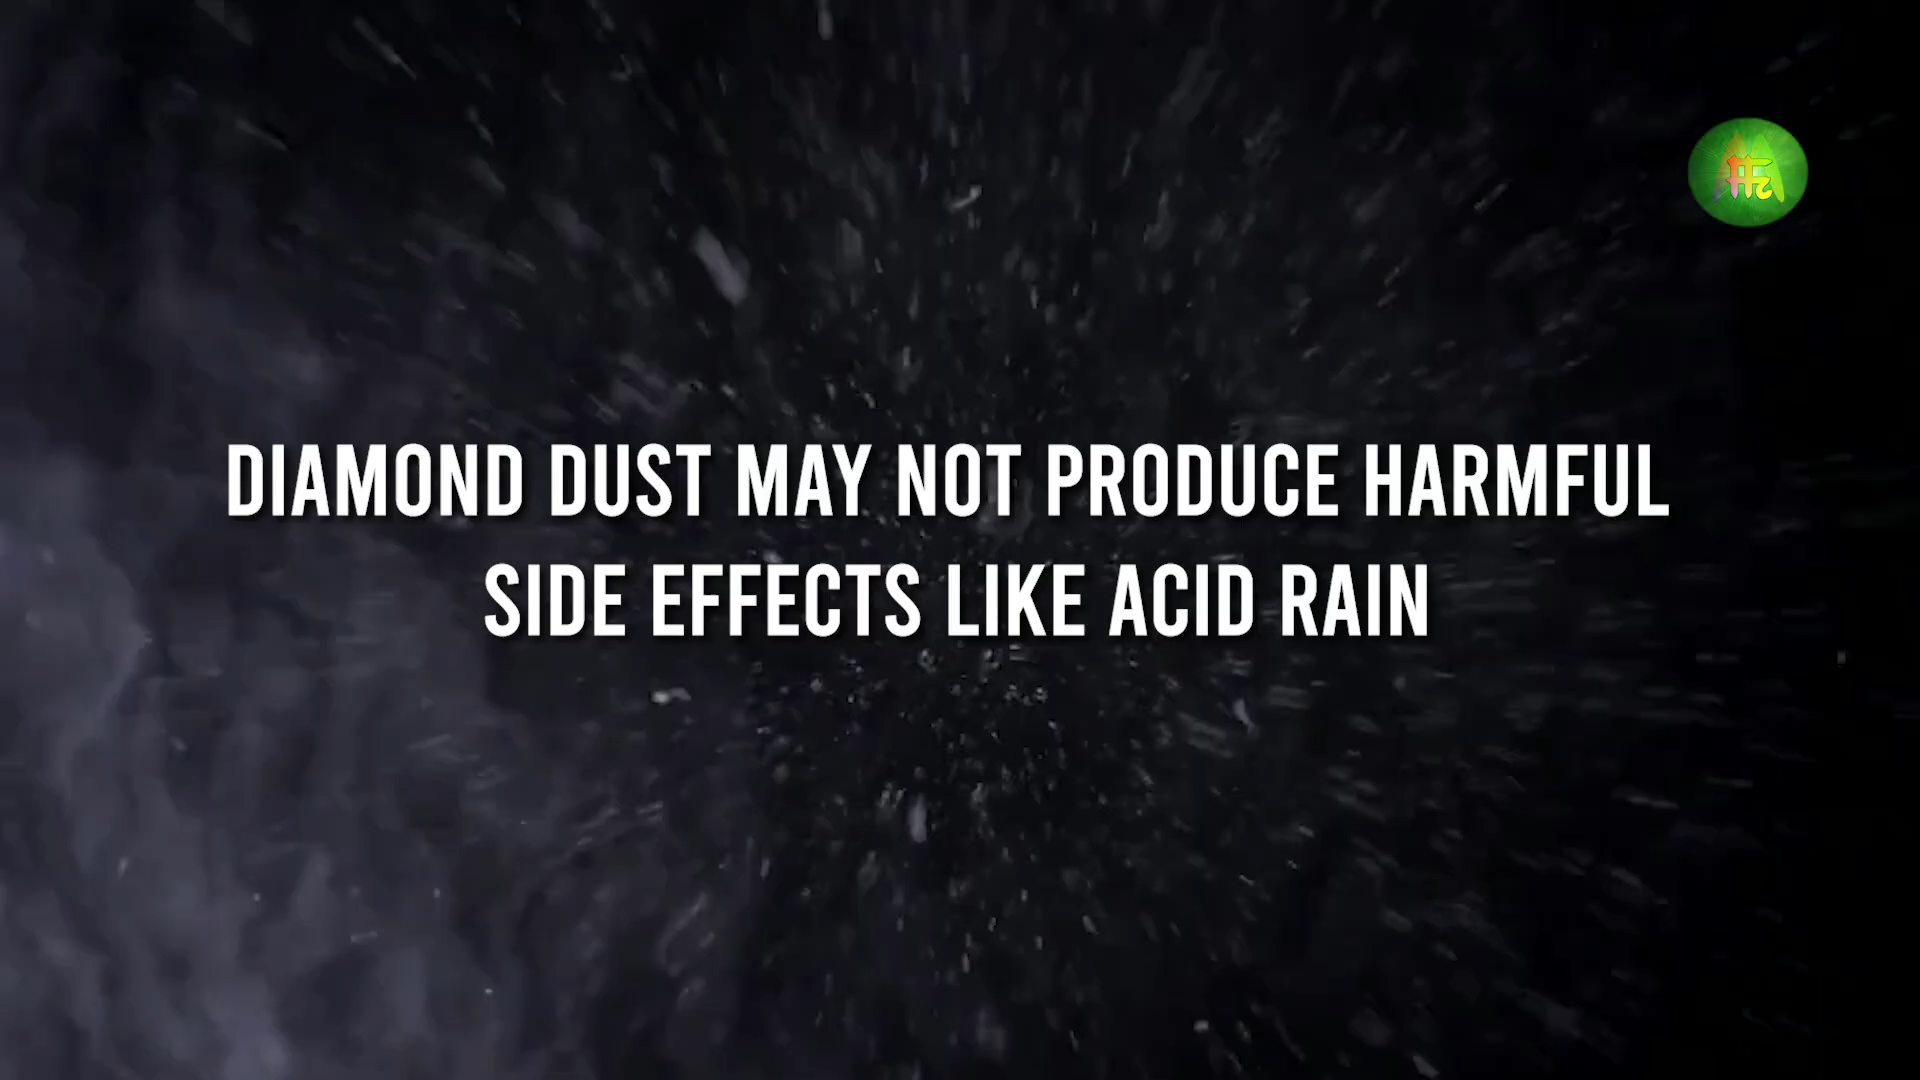 DIAMOND DUST MAY NOT PRODUCE HARMFUL
SIDE EFFECTS LIKE ACID RAIN